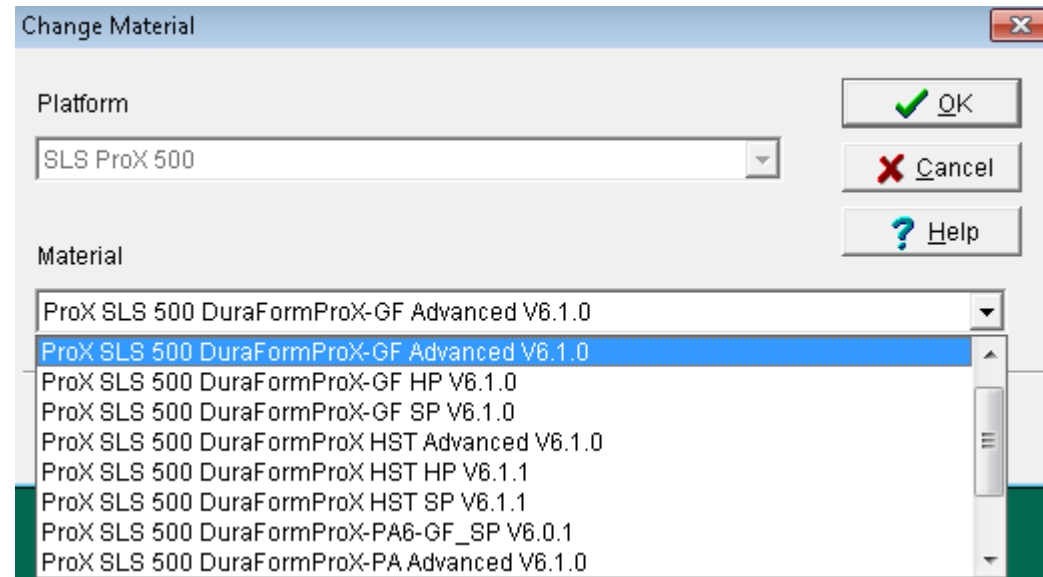 Change Material
Platform
OK
SLS ProX 500
Cancel
Help
Material
ProX SLS 500 DuraFormProX-GF Advanced V6.1.0
ProX SLS 500 DuraFormProX-GF Advanced V6.1.0
ProX SLS 500 DuraFormProX-GF HP V6.1.0
ProX SLS 500 DuraFormProX-GF SP V6.1.0
ProX SLS 500 DuraFormProX HST Advanced V6.1.0
ProX SLS 500 DuraFormProX HST HP V6.1.1
ProX SLS 500 DuraFormProX HST SP V6.1.1
ProX SLS 500 DuraFormProX-PA6-GF_SP V6.0.1
ProX SLS 500 DuraFormProX-PA Advanced V6.1.0